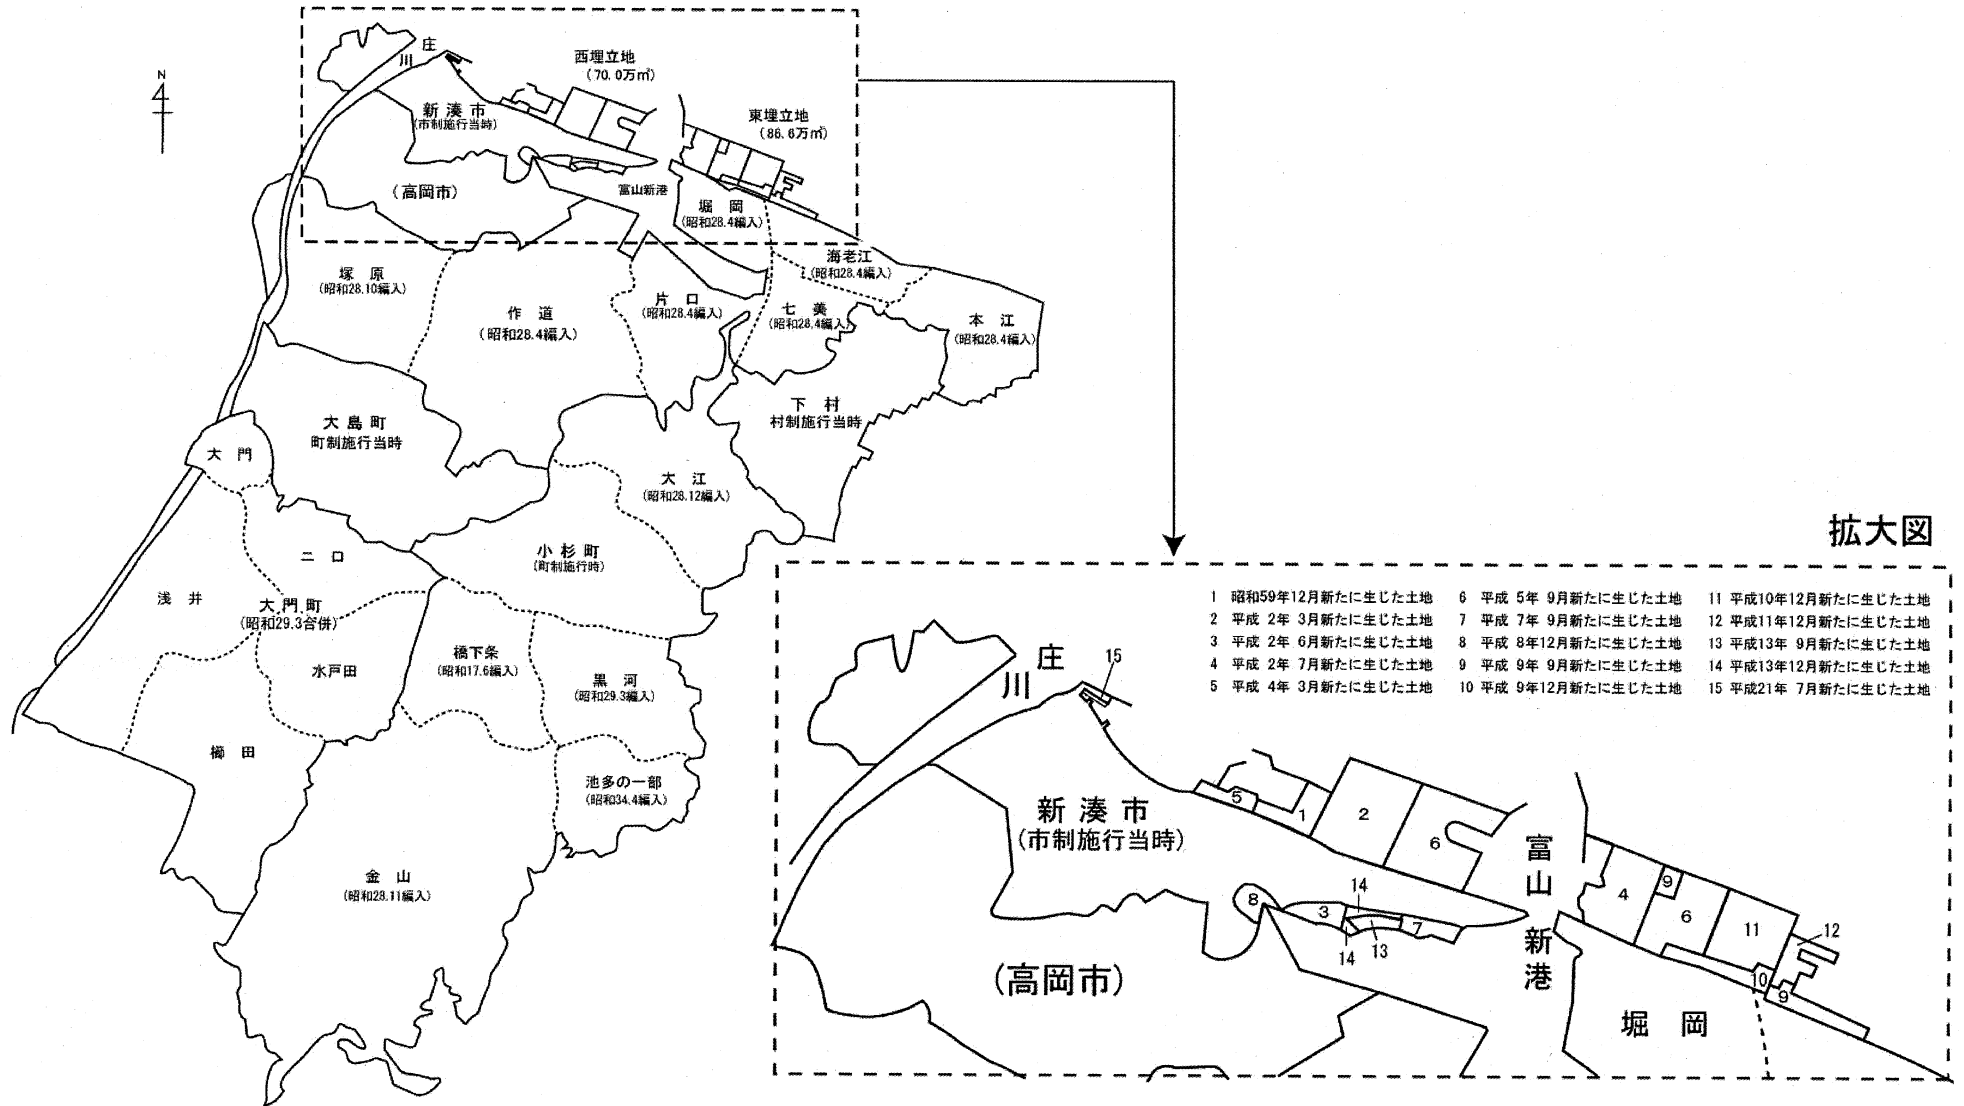 N
庄
川
西埋立地
(70.0万㎡)
東埋立地
(86.6万㎡)
新湊市
(市制施行当時)
(高岡市)
富山新港
堀岡
(昭和28.4編入)
海老江
(昭和28.4編入)
塚原
(昭和28.10編入)
作道
(昭和28.4編入)
片口
(昭和28.4編入)
七美
(昭和28.4編入)
本江
(昭和28.4編入)
大島町
町制施行当時
下村
村制施行当時
大門
大江
(昭和28.12編入)
小杉町
(町制施行時)
二口
浅井
大門町
(昭和29.3合併)
水戸田
橋下条
(昭和17.6編入)
黒河
(昭和29.3編入)
櫛田
池多の一部
(昭和34.4編入)
金山
(昭和28.11編入)
拡大図
1 昭和59年12月新たに生じた土地
2 平成 2年 3月新たに生じた土地
3 平成 2年 6月新たに生じた土地
4 平成 2年 7月新たに生じた土地
5 平成 4年 3月新たに生じた土地
6 平成 5年 9月新たに生じた土地
7 平成 7年 9月新たに生じた土地
8 平成 8年12月新たに生じた土地
9 平成 9年 9月新たに生じた土地
10 平成 9年12月新たに生じた土地
11 平成10年12月新たに生じた土地
12 平成11年12月新たに生じた土地
13 平成13年 9月新たに生じた土地
14 平成13年12月新たに生じた土地
15 平成21年 7月新たに生じた土地
庄
川
15
新湊市
(市制施行当時)
5
1
2
6
富山新港
4
9
6
11
12
10
9
8
3
14
14
13
7
(高岡市)
堀岡